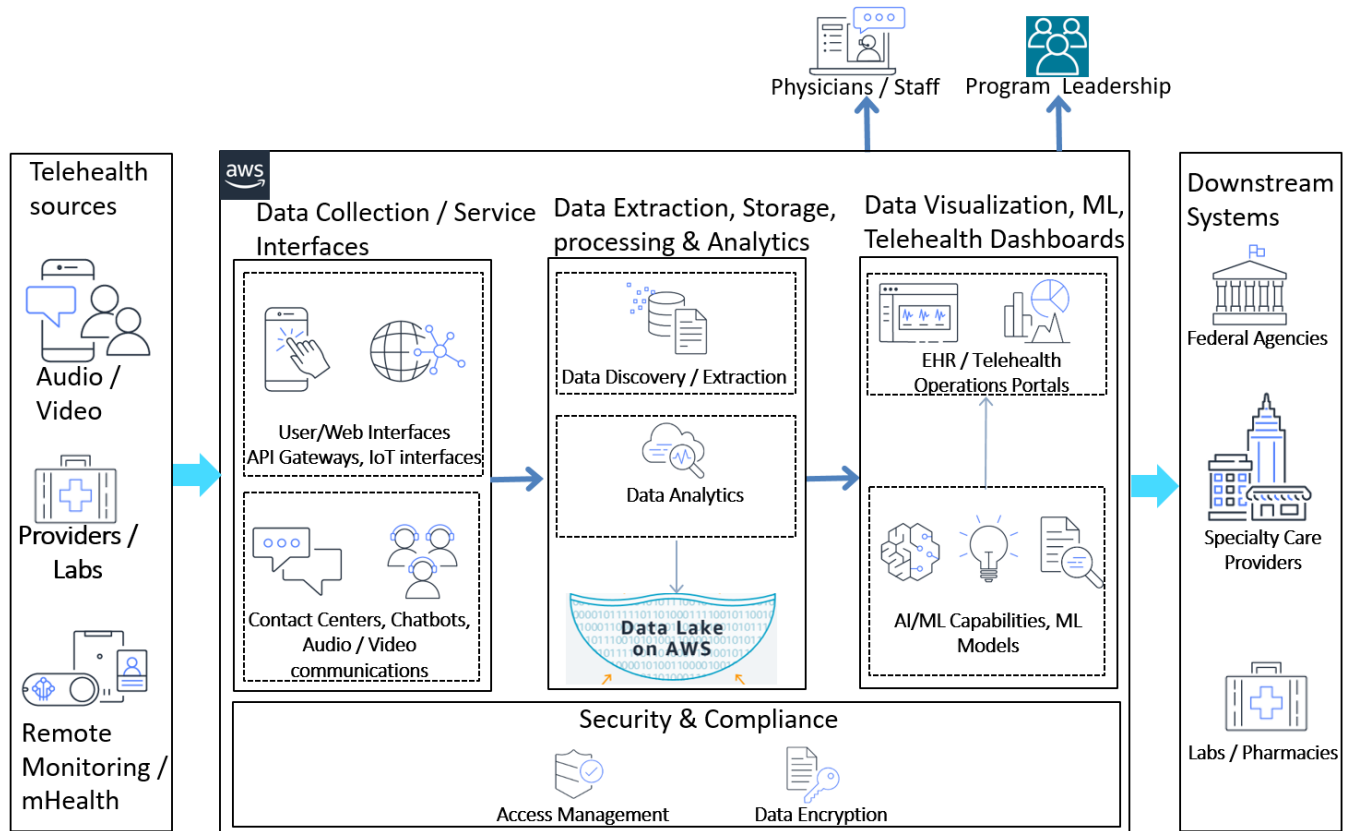 Physicians / Staff
Program Leadership
Telehealth
sources
Audio /
Video
Providers /
Labs
Remote
Monitoring /
mHealth
aws
Data Collection / Service
Interfaces
User/Web Interfaces
API Gateways, IoT interfaces
Contact Centers, Chatbots,
Audio / Video
communications
Data Extraction, Storage,
processing & Analytics
Data Discovery / Extraction
Data Analytics
Data Lake
on AWS
Data Visualization, ML,
Telehealth Dashboards
EHR / Telehealth
Operations Portals
AI/ML Capabilities, ML
Models
Security & Compliance
Access Management
Data Encryption
Downstream
Systems
Federal Agencies
Specialty Care
Providers
Labs / Pharmacies